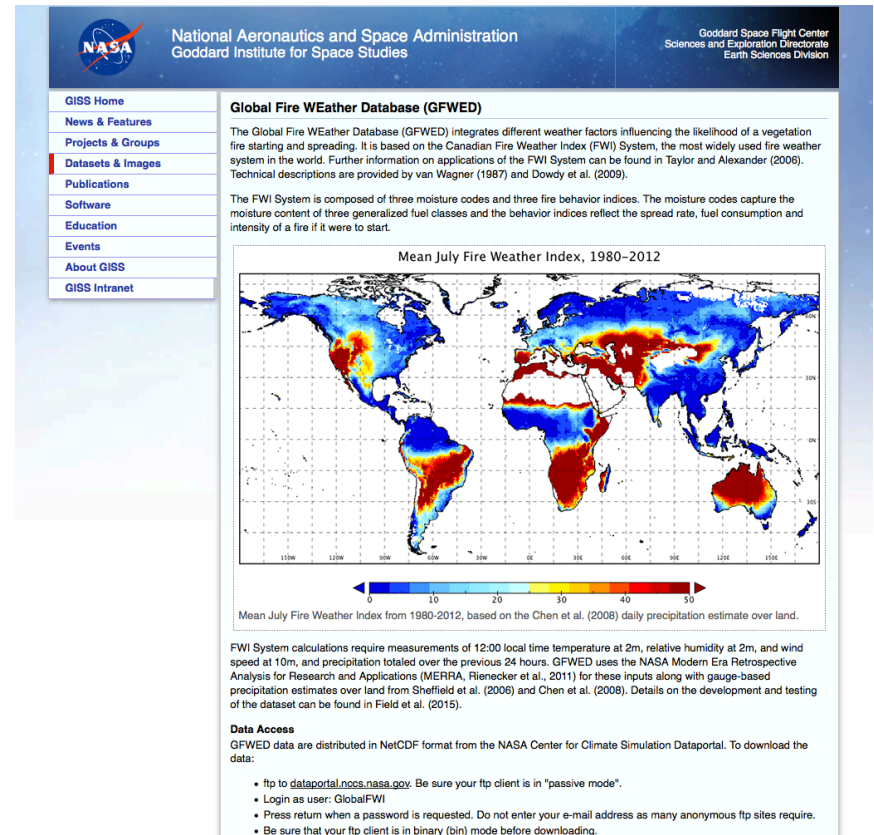 NASA
National Aeronautics and Space Administration
Goddard Institute for Space Studies
Goddard Space Flight Center
Sciences and Exploration Directorate
Earth Sciences Division
GISS Home
News & Features
Projects & Groups
Datasets & Images
Publications
Software
Education
Events
About GISS
GISS Intranet
Global Fire WEather Database (GFWED)
The Global Fire WEather Database (GFWED) integrates different weather factors influencing the likelihood of a vegetation
fire starting and spreading. It is based on the Canadian Fire Weather Index (FWI) System, the most widely used fire weather
system in the world. Further information on applications of the FWI System can be found in Taylor and Alexander (2006).
Technical descriptions are provided by van Wagner (1987) and Dowdy et al. (2009).
The FWI System is composed of three moisture codes and three fire behavior indices. The moisture codes capture the
moisture content of three generalized fuel classes and the behavior indices reflect the spread rate, fuel consumption and
intensity of a fire if it were to start.
Mean July Fire Weather Index, 1980-2012
60N
30N
0N
30S
150W 120W 90W 60W 30W 0E 30E 60E 90E 120E 150E
0 10 20 30 40 50
Mean July Fire Weather Index from 1980-2012, based on the Chen et al. (2008) daily precipitation estimate over land.
FWI System calculations require measurements of 12:00 local time temperature at 2m, relative humidity at 2m, and wind
speed at 10m, and precipitation totaled over the previous 24 hours. GFWED uses the NASA Modern Era Retrospective
Analysis for Research and Applications (MERRA, Rienecker et al., 2011) for these inputs along with gauge-based
precipitation estimates over land from Sheffield et al. (2006) and Chen et al. (2008). Details on the development and testing
of the dataset can be found in Field et al. (2015).
Data Access
GFWED data are distributed in NetCDF format from the NASA Center for Climate Simulation Dataportal. To download the
data:
• ftp to dataportal.nccs.nasa.gov. Be sure your ftp client is in "passive mode".
• Login as user: GlobalFWI
• Press return when a password is requested. Do not enter your e-mail address as many anonymous ftp sites require.
• Be sure that your ftp client is in binary (bin) mode before downloading.